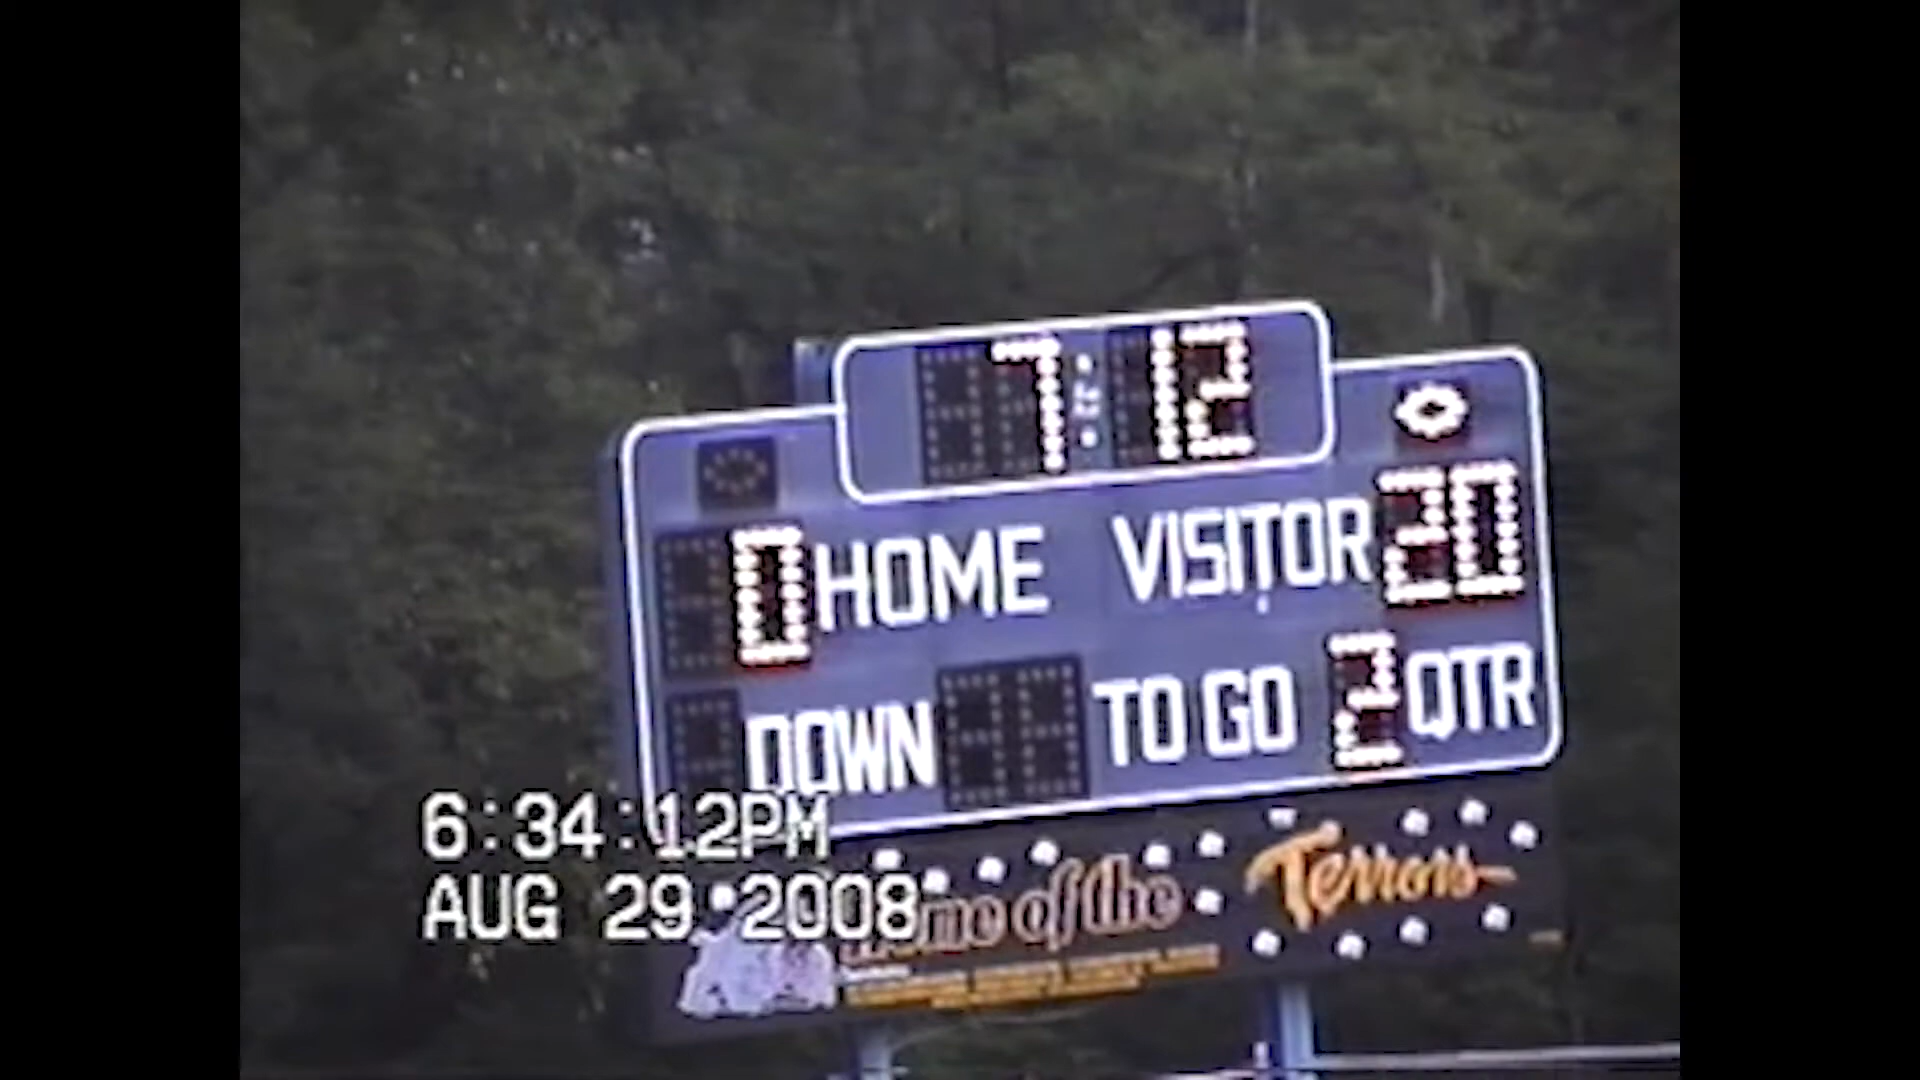 7:12
0 HOME VISITOR 20
DOWN TO GO 2 QTR
6:34:12PM
AUG 29 2008
Home of the Terrors